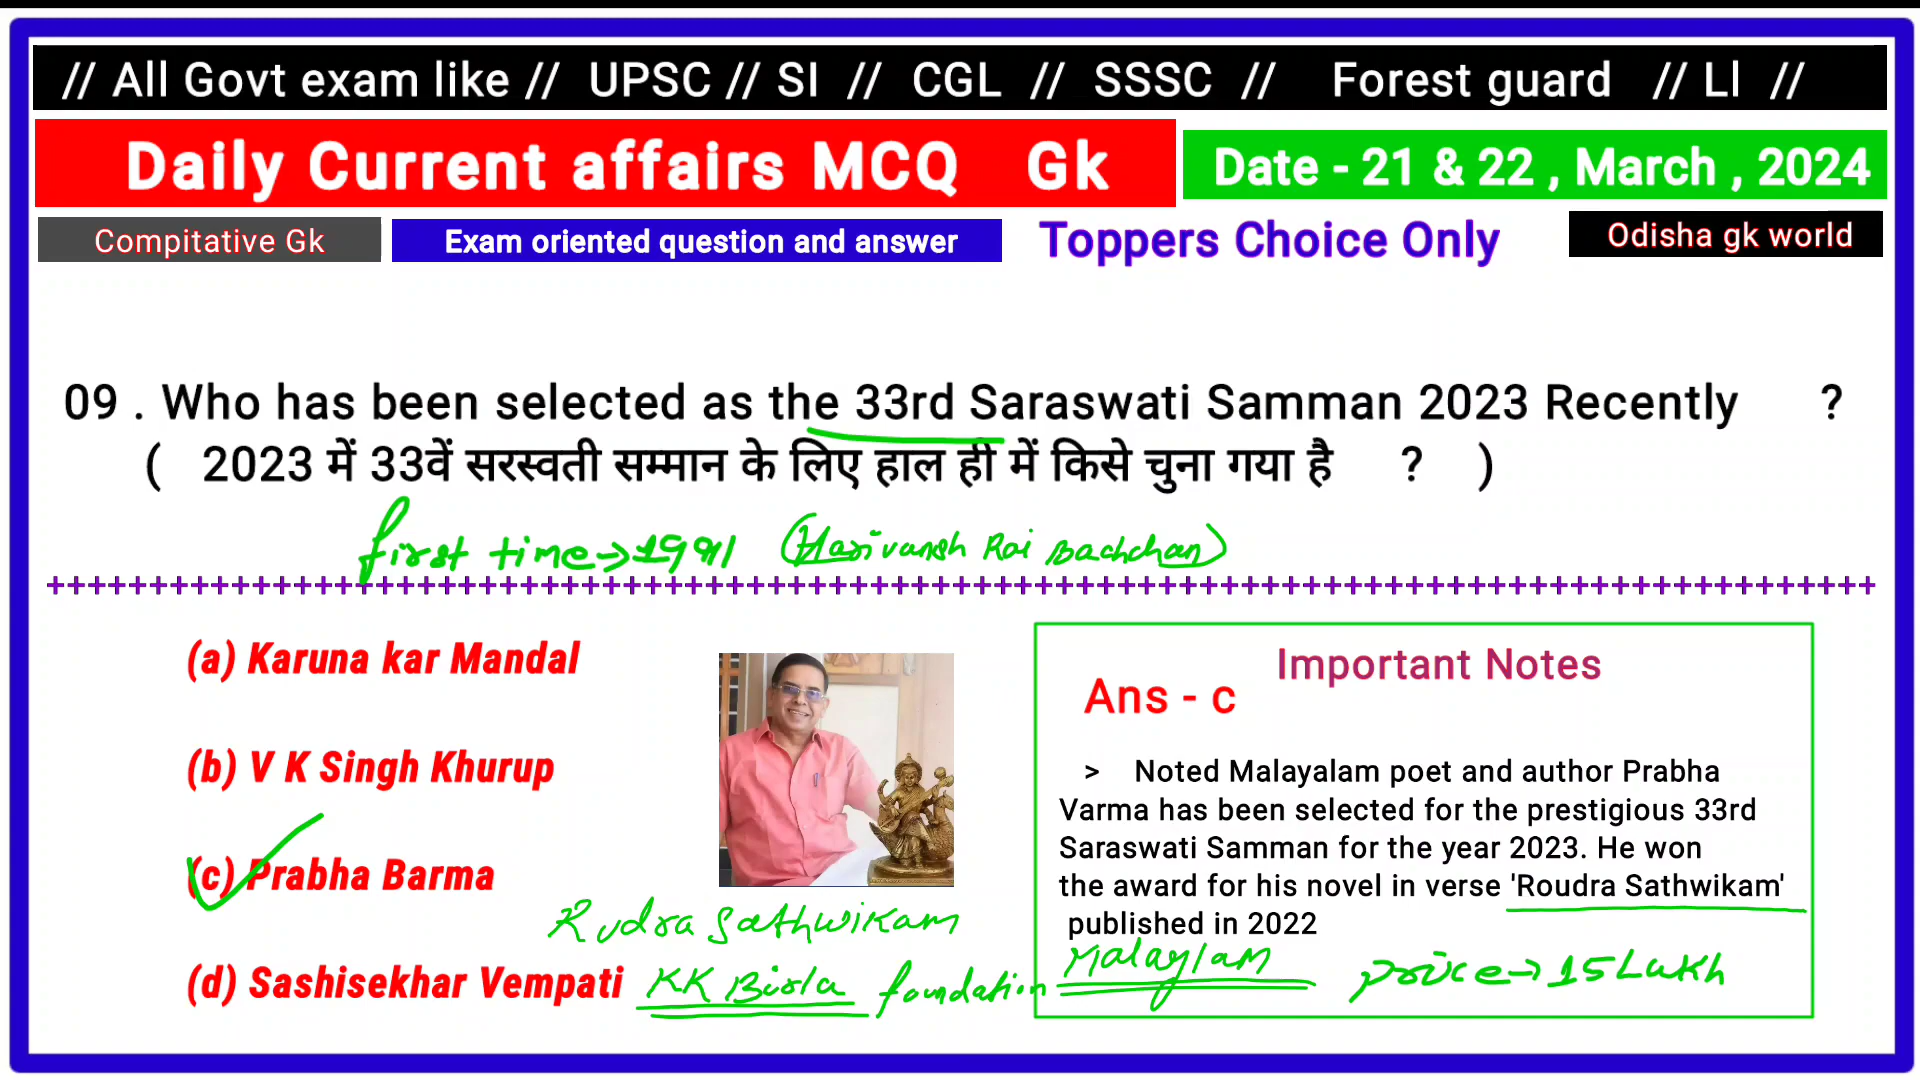 // All Govt exam like // UPSC // SI // CGL // SSSC // Forest guard // Ll //
Daily Current affairs MCQ Gk
Date - 21 & 22 , March , 2024
Compitative Gk
Exam oriented question and answer
Toppers Choice Only
Odisha gk world
09 . Who has been selected as the 33rd Saraswati Samman 2023 Recently ?
( 2023 में 33वें सरस्वती सम्मान के लिए हाल ही में किसे चुना गया है ? )
first time→1991 (Harivansh Rai Bachchan)
+++++++++++++++++++++++++++++++++++++++++++++++++++++++++++++++++++++++++++++++++++++++++++++++++++
(a) Karuna kar Mandal
(b) V K Singh Khurup
(c) Prabha Barma
Rudra Sathwikam
(d) Sashisekhar Vempati
KK Birla foundation
Important Notes
Ans - c
> Noted Malayalam poet and author Prabha
Varma has been selected for the prestigious 33rd
Saraswati Samman for the year 2023. He won
the award for his novel in verse 'Roudra Sathwikam'
published in 2022
Malaylam
price→15 Lakh